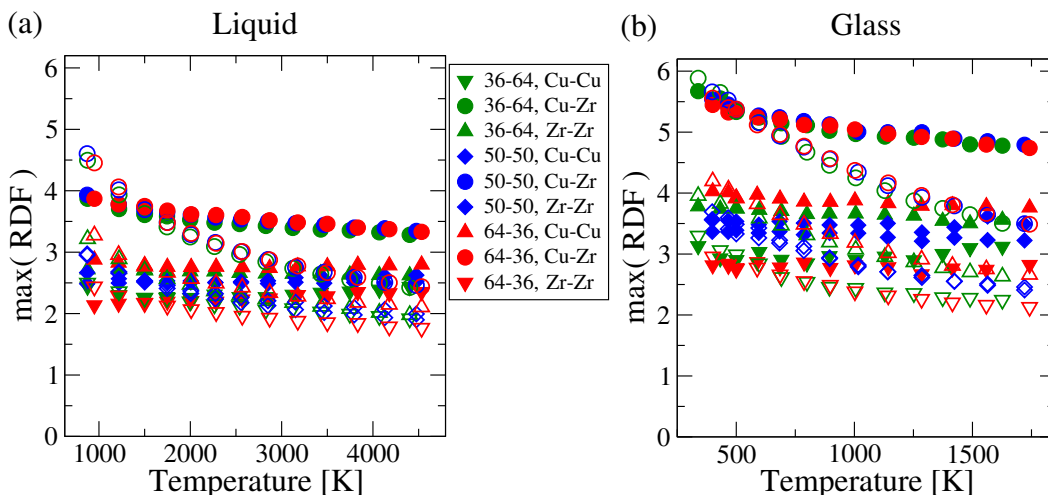 (a)
Liquid
max( RDF)
6
5
4
3
2
1
0
1000 2000 3000 4000
Temperature [K]
36-64, Cu-Cu
36-64, Cu-Zr
36-64, Zr-Zr
50-50, Cu-Cu
50-50, Cu-Zr
50-50, Zr-Zr
64-36, Cu-Cu
64-36, Cu-Zr
64-36, Zr-Zr
(b)
Glass
max( RDF)
6
5
4
3
2
1
0
500 1000 1500
Temperature [K]